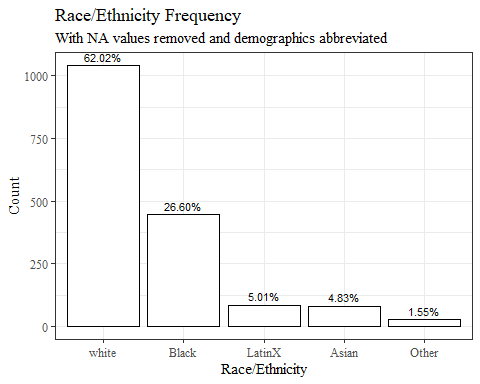 Race/Ethnicity Frequency
With NA values removed and demographics abbreviated
Count
1000
750
500
250
0
62.02%
26.60%
5.01%
4.83%
1.55%
white
Black
LatinX
Asian
Other
Race/Ethnicity